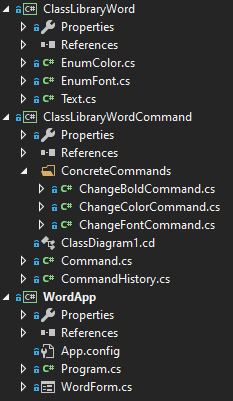 ClassLibraryWord
Properties
References
EnumColor.cs
EnumFont.cs
Text.cs
ClassLibraryWordCommand
Properties
References
ConcreteCommands
ChangeBoldCommand.cs
ChangeColorCommand.cs
ChangeFontCommand.cs
ClassDiagram1.cd
Command.cs
CommandHistory.cs
WordApp
Properties
References
App.config
Program.cs
WordForm.cs